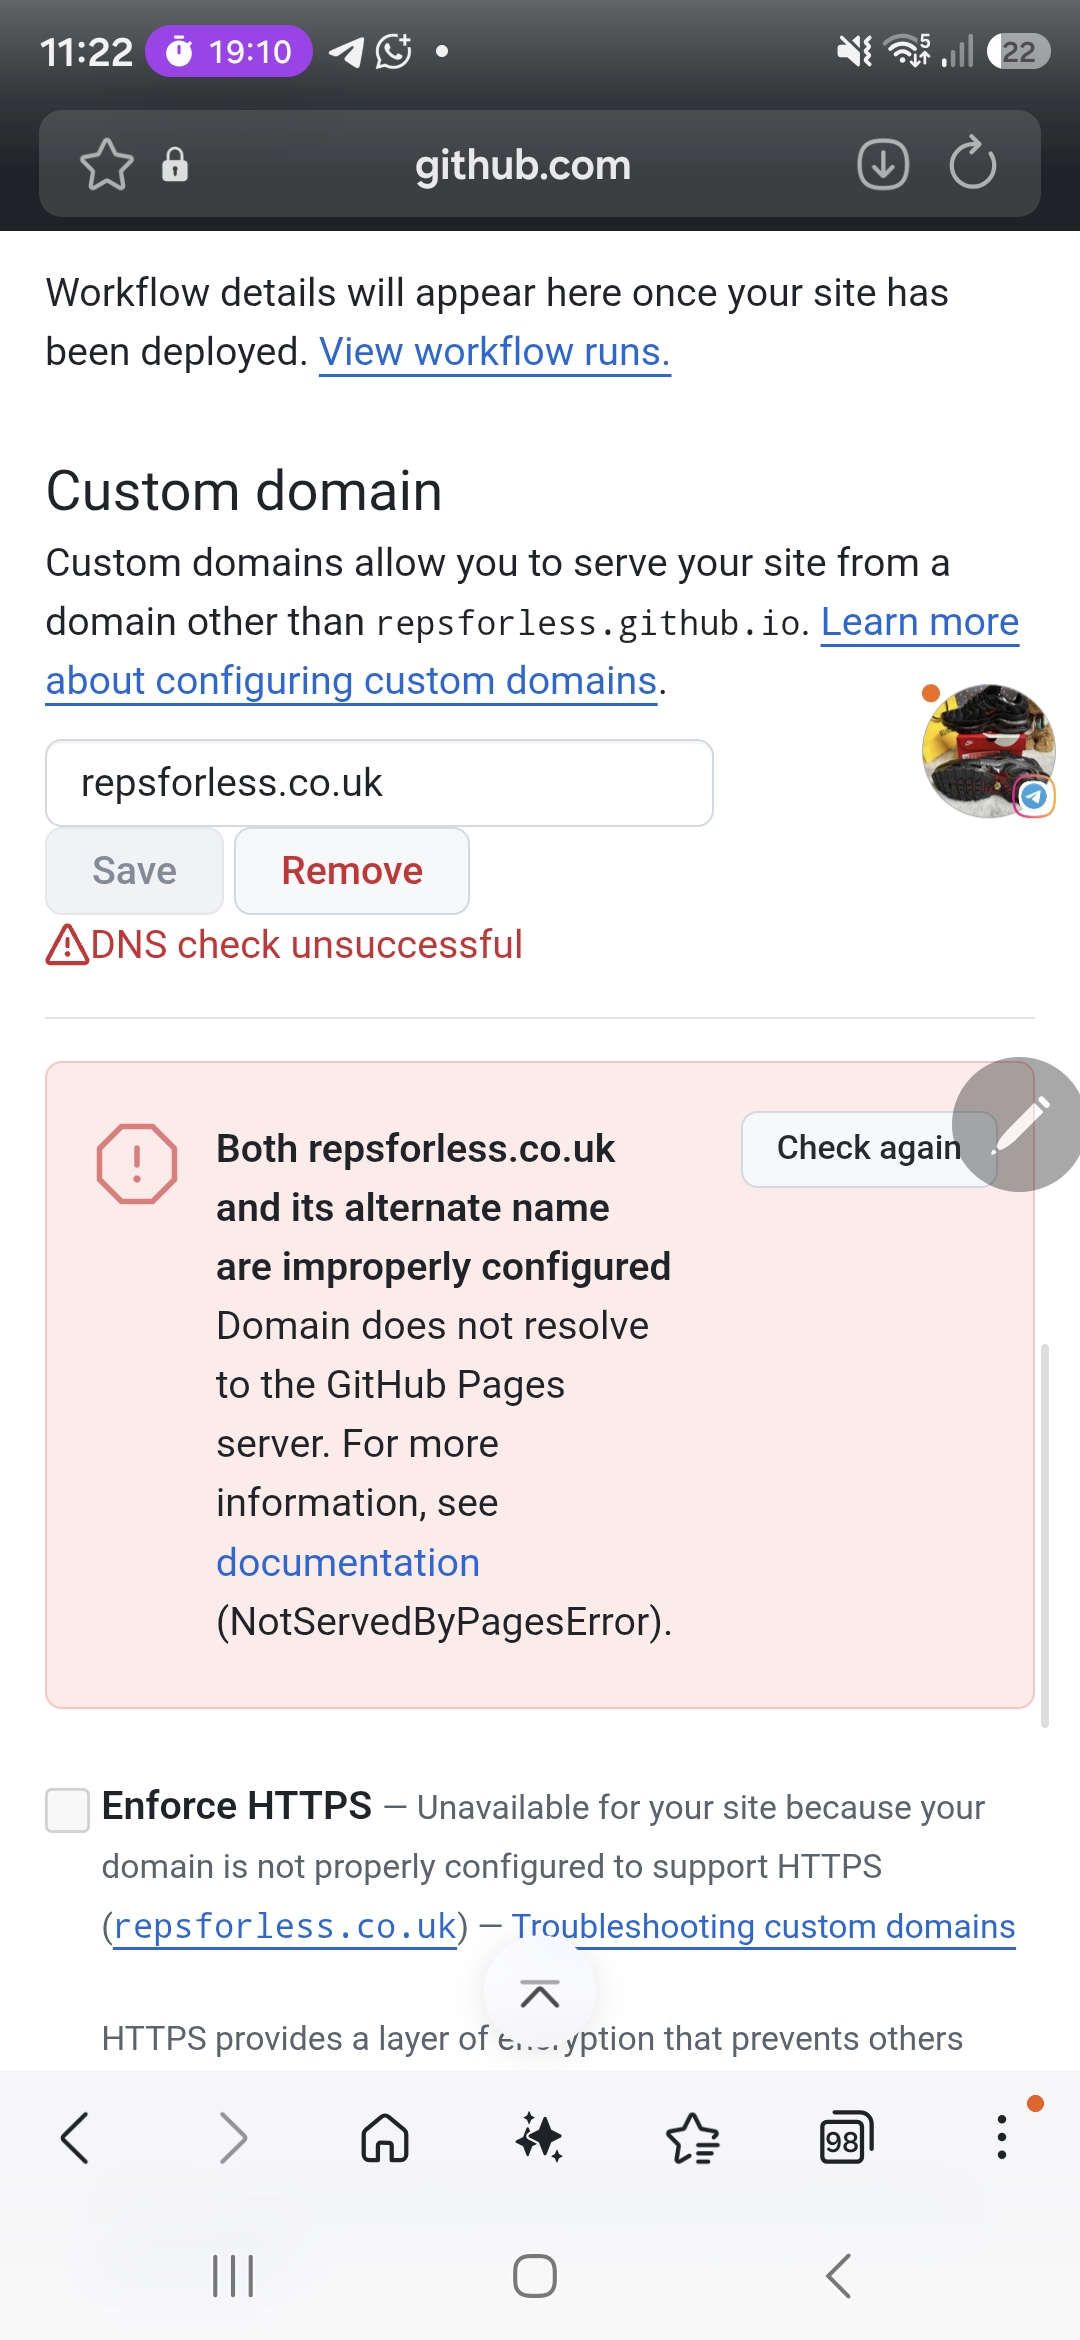 11:22
19:10
5
22
github.com
Workflow details will appear here once your site has
been deployed. View workflow runs.
Custom domain
Custom domains allow you to serve your site from a
domain other than repsforless.github.io. Learn more
about configuring custom domains.
repsforless.co.uk
Save
Remove
DNS check unsuccessful
Both repsforless.co.uk
and its alternate name
are improperly configured
Check again
Domain does not resolve
to the GitHub Pages
server. For more
information, see
documentation
(NotServedByPagesError).
Enforce HTTPS — Unavailable for your site because your
domain is not properly configured to support HTTPS
(repsforless.co.uk) — Troubleshooting custom domains
HTTPS provides a layer of encryption that prevents others
98